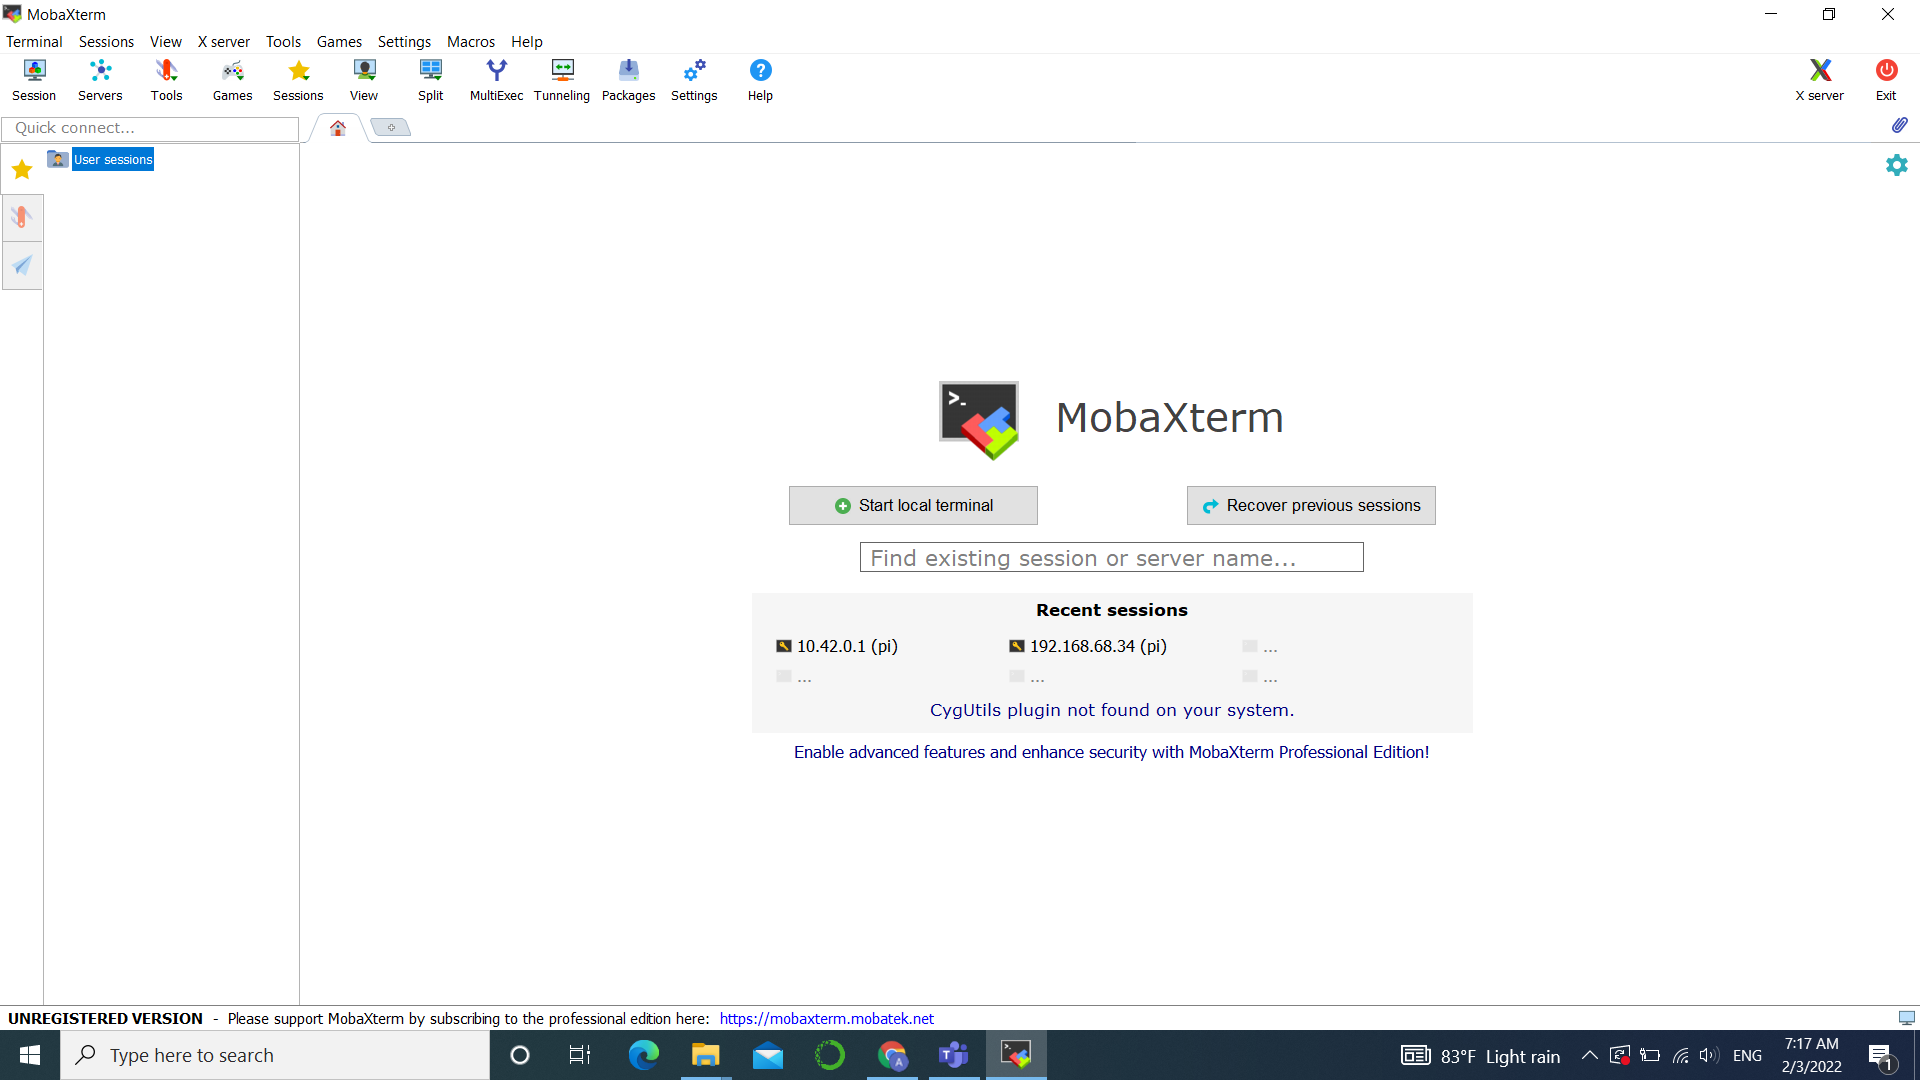 MobaXterm
Terminal Sessions View X server Tools Games Settings Macros Help
Session Servers Tools Games Sessions View Split MultiExec Tunneling Packages Settings Help X server Exit
Quick connect...
User sessions
MobaXterm
Start local terminal
Recover previous sessions
Find existing session or server name...
Recent sessions
10.42.0.1 (pi)
192.168.68.34 (pi)
...
...
...
...
CygUtils plugin not found on your system.
Enable advanced features and enhance security with MobaXterm Professional Edition!
UNREGISTERED VERSION - Please support MobaXterm by subscribing to the professional edition here: https://mobaxterm.mobatek.net
Type here to search
83°F Light rain
ENG
7:17 AM
2/3/2022
1